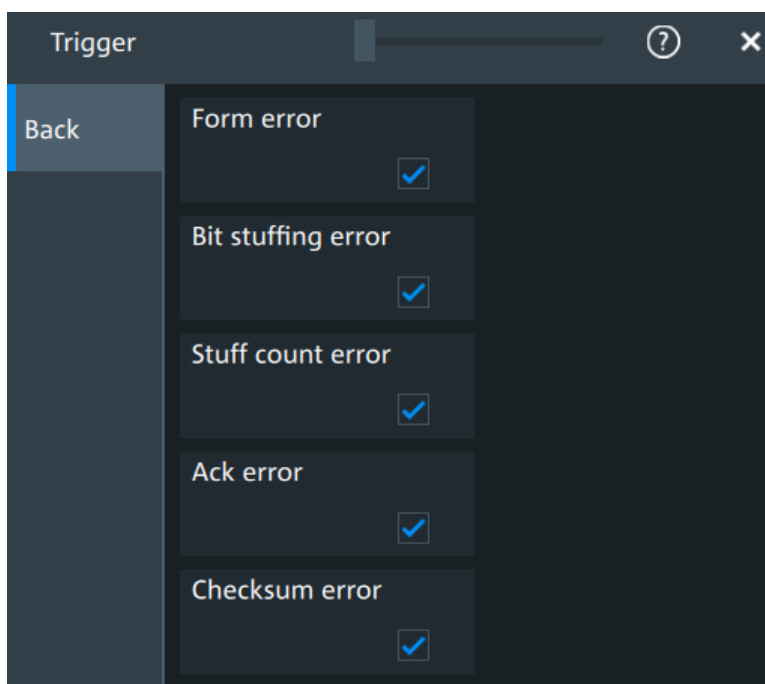 Trigger
?
Back
Form error
Bit stuffing error
Stuff count error
Ack error
Checksum error